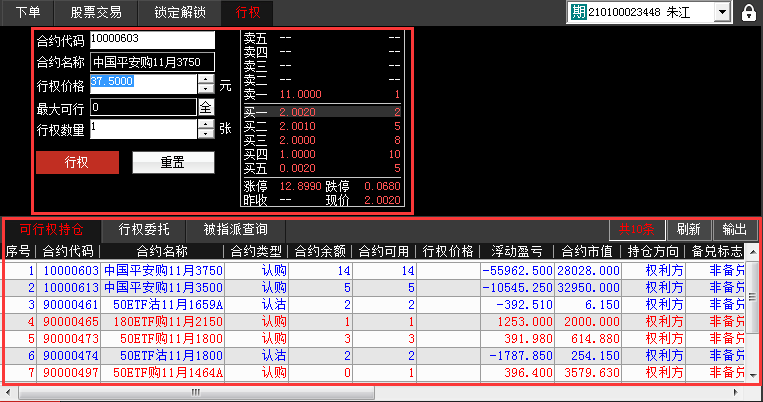 下单 股票交易 锁定解锁 行权 期 210100023448 朱江
合约代码 10000603
合约名称 中国平安购11月3750
行权价格 37.5000 元
最大可行 0 全
行权数量 1 张
行权 重置
卖五 -- --
卖四 -- --
卖三 -- --
卖二 -- --
卖一 11.0000 1
买一 2.0020 2
买二 2.0010 5
买三 2.0000 8
买四 1.0000 10
买五 0.0020 5
涨停 12.8990 跌停 0.0680
昨收 -- 现价 2.0020
可行权持仓 行权委托 被指派查询 共10条 刷新 输出
序号 合约代码 合约名称 合约类型 合约余额 合约可用 行权价格 浮动盈亏 合约市值 持仓方向 备兑标志
1 10000603 中国平安购11月3750 认购 14 14 -55962.500 28028.000 权利方 非备兑
2 10000613 中国平安购11月3500 认购 5 5 -10545.250 32950.000 权利方 非备兑
3 90000461 50ETF沽11月1659A 认沽 2 2 -392.510 6.150 权利方 非备兑
4 90000465 180ETF购11月2150 认购 1 1 1253.000 2000.000 权利方 非备兑
5 90000473 50ETF购11月1800 认购 3 3 391.980 614.880 权利方 非备兑
6 90000474 50ETF沽11月1800 认沽 2 2 -1787.850 254.150 权利方 非备兑
7 90000497 50ETF购11月1464A 认购 0 1 396.400 3579.630 权利方 非备兑